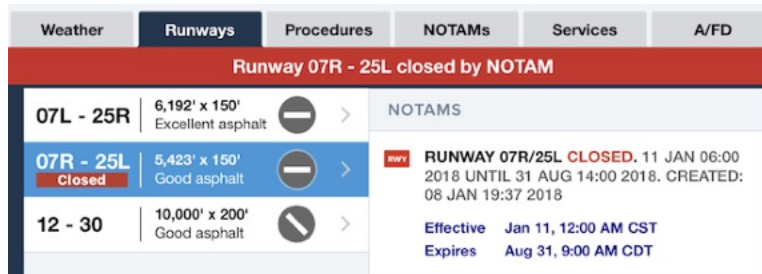 Weather Runways Procedures NOTAMs Services A/FD
Runway 07R - 25L closed by NOTAM
07L - 25R
6,192' x 150'
Excellent asphalt
07R - 25L
Closed
5,423' x 150'
Good asphalt
12 - 30
10,000' x 200'
Good asphalt
NOTAMS
RWY RUNWAY 07R/25L CLOSED. 11 JAN 06:00
2018 UNTIL 31 AUG 14:00 2018. CREATED:
08 JAN 19:37 2018
Effective Jan 11, 12:00 AM CST
Expires Aug 31, 9:00 AM CDT